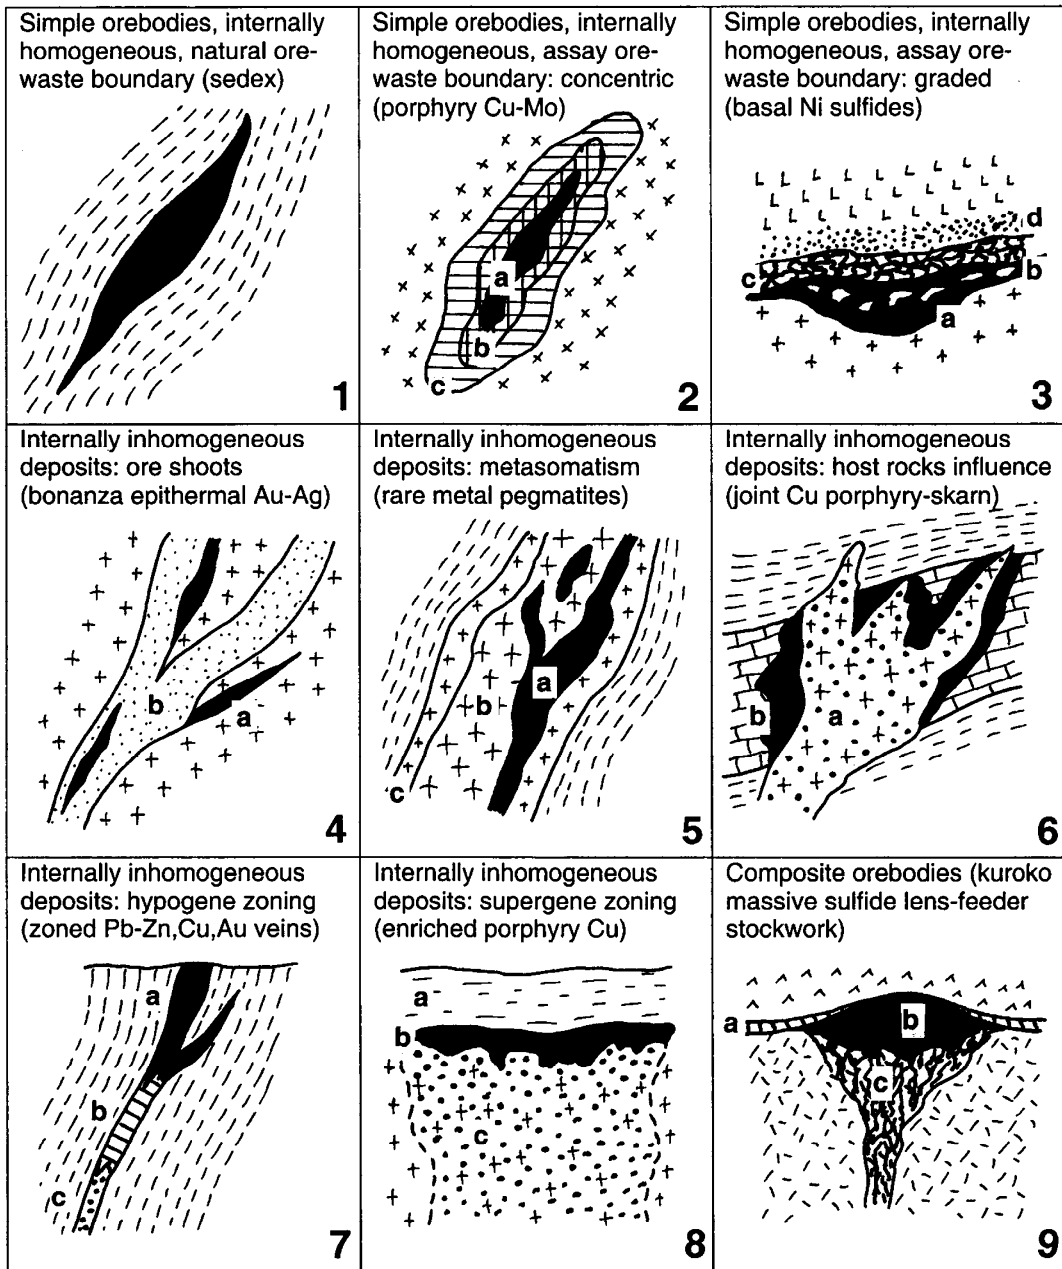 Simple orebodies, internally
homogeneous, natural ore-
waste boundary (sedex)
1
Simple orebodies, internally
homogeneous, assay ore-
waste boundary: concentric
(porphyry Cu-Mo)
a
b
c
2
Simple orebodies, internally
homogeneous, assay ore-
waste boundary: graded
(basal Ni sulfides)
d
c
b
a
3
Internally inhomogeneous
deposits: ore shoots
(bonanza epithermal Au-Ag)
b
a
4
Internally inhomogeneous
deposits: metasomatism
(rare metal pegmatites)
a
b
c
5
Internally inhomogeneous
deposits: host rocks influence
(joint Cu porphyry-skarn)
b
a
6
Internally inhomogeneous
deposits: hypogene zoning
(zoned Pb-Zn,Cu,Au veins)
a
b
c
7
Internally inhomogeneous
deposits: supergene zoning
(enriched porphyry Cu)
a
b
c
8
Composite orebodies (kuroko
massive sulfide lens-feeder
stockwork)
a
b
c
9